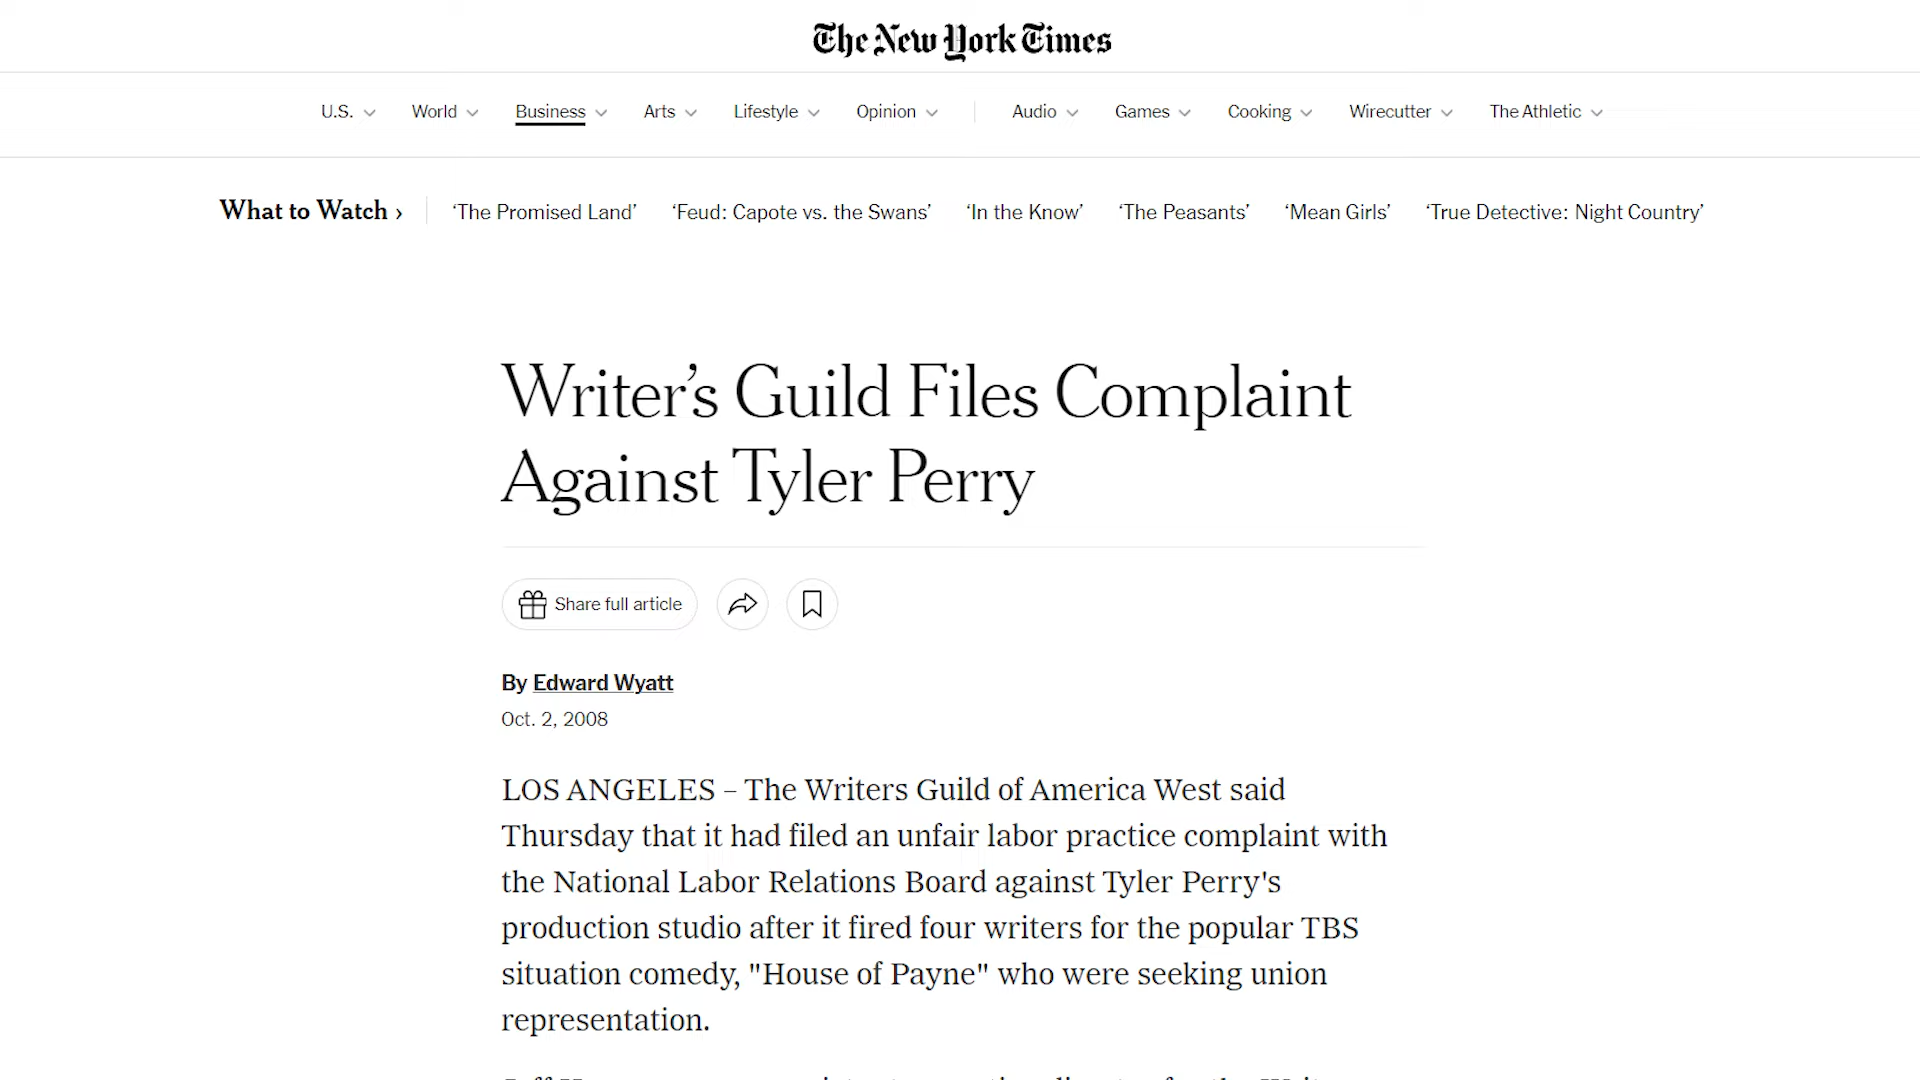 The New York Times
U.S. World Business Arts Lifestyle Opinion Audio Games Cooking Wirecutter The Athletic
What to Watch › ‘The Promised Land’ ‘Feud: Capote vs. the Swans’ ‘In the Know’ ‘The Peasants’ ‘Mean Girls’ ‘True Detective: Night Country’
Writer’s Guild Files Complaint
Against Tyler Perry
Share full article
By Edward Wyatt
Oct. 2, 2008
LOS ANGELES – The Writers Guild of America West said
Thursday that it had filed an unfair labor practice complaint with
the National Labor Relations Board against Tyler Perry's
production studio after it fired four writers for the popular TBS
situation comedy, "House of Payne" who were seeking union
representation.